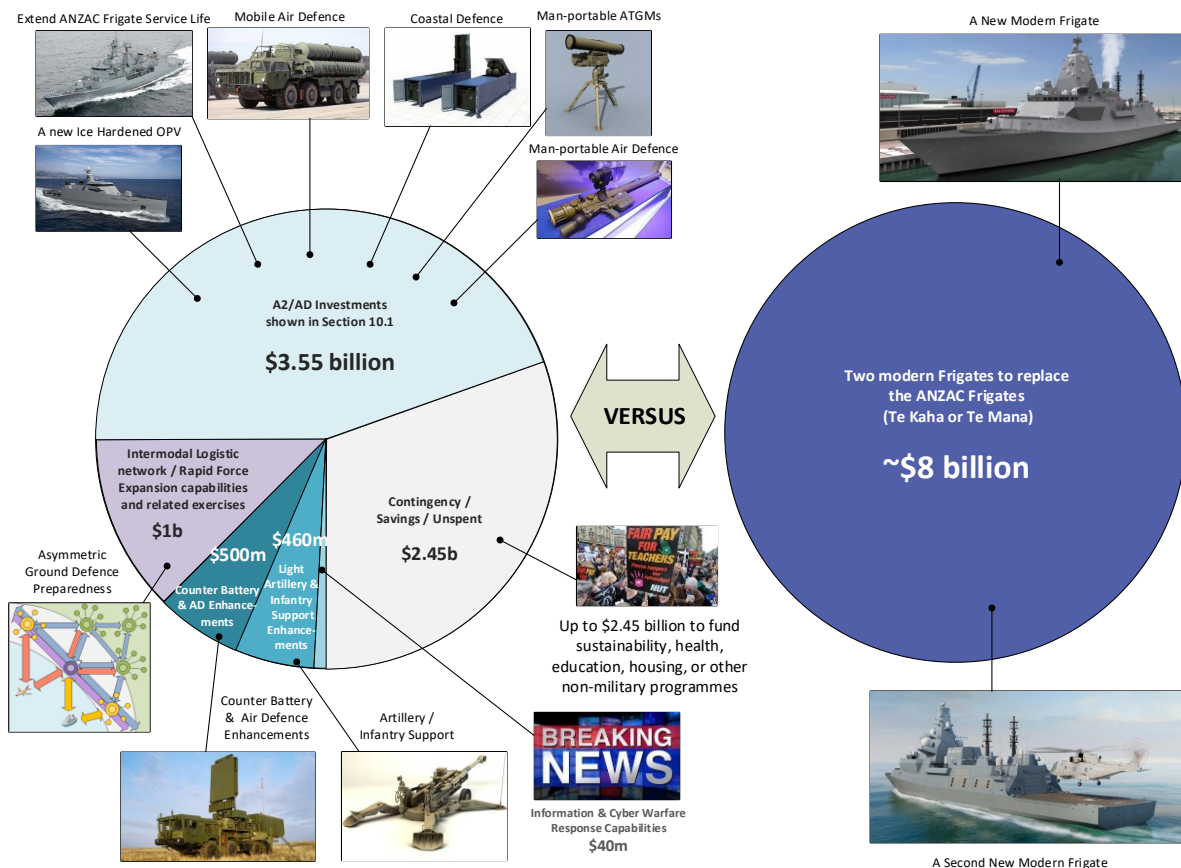 Extend ANZAC Frigate Service Life
Mobile Air Defence
Coastal Defence
Man-portable ATGMs
A New Modern Frigate
A new Ice Hardened OPV
Man-portable Air Defence
A2/AD Investments
shown in Section 10.1
$3.55 billion
VERSUS
Two modern Frigates to replace
the ANZAC Frigates
(Te Kaha or Te Mana)
~$8 billion
Intermodal Logistic
network / Rapid Force
Expansion capabilities
and related exercises
$1b
Contingency /
Savings / Unspent
$2.45b
$500m
Counter Battery
& AD Enhance-
ments
$460m
Light
Artillery &
Infantry
Support
Enhance-
ments
Asymmetric
Ground Defence
Preparedness
FAIR PAY
FOR
TEACHERS
NUT
Up to $2.45 billion to fund
sustainability, health,
education, housing, or other
non-military programmes
Counter Battery
& Air Defence
Enhancements
Artillery /
Infantry Support
BREAKING
NEWS
Information & Cyber Warfare
Response Capabilities
$40m
A Second New Modern Frigate